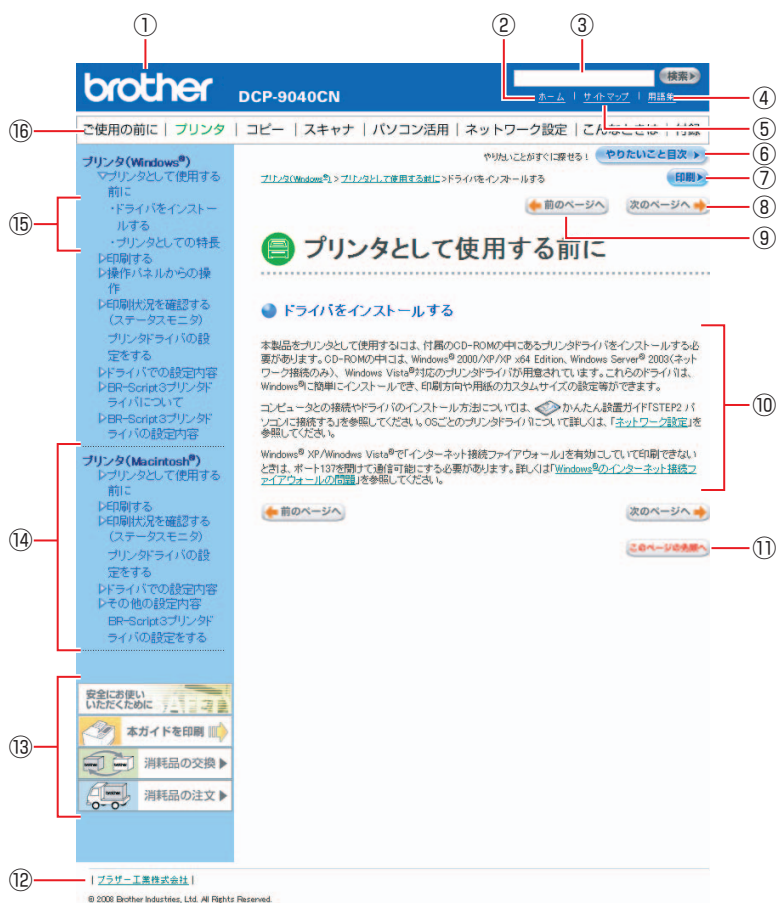 ①
②
③
brother
DCP-9040CN
検索
ホーム | サイトマップ | 用語集
④
⑤
⑯
ご使用の前に | プリンタ | コピー | スキャナ | パソコン活用 | ネットワーク設定 | こんなときは | 付録
やりたいことがすぐに探せる! やりたいこと目次
⑥
プリンタ(Windows®) > プリンタとして使用する前に >ドライバをインストールする
印刷
⑦
前のページへ
次のページへ
⑧
⑨
プリンタ(Windows®)
▽プリンタとして使用する
前に
・ドライバをインストー
ルする
・プリンタとしての特長
⑮
▷印刷する
▷操作パネルからの操
作
▷印刷状況を確認する
(ステータスモニタ)
プリンタドライバの設
定をする
▷ドライバでの設定内容
▷BR-Script3プリンタド
ライバについて
▷BR-Script3プリンタド
ライバの設定内容
プリンタ(Macintosh®)
▷プリンタとして使用する
前に
▷印刷する
▷印刷状況を確認する
(ステータスモニタ)
プリンタドライバの設
定をする
▷ドライバでの設定内容
▷その他の設定内容
BR-Script3プリンタド
ライバの設定をする
⑭
安全にお使い
いただくために
SAFE
本ガイドを印刷
消耗品の交換
消耗品の注文
⑬
プリンタとして使用する前に
ドライバをインストールする
本製品をプリンタとして使用するには、付属のCD-ROMの中にあるプリンタドライバをインストールする必
要があります。CD-ROMの中には、Windows® 2000/XP/XP x64 Edition、Windows Server® 2003(ネット
ワーク接続のみ)、Windows Vista®対応のプリンタドライバが用意されています。これらのドライバは、
Windows®に簡単にインストールでき、印刷方向や用紙のカスタムサイズの設定等ができます。
コンピュータとの接続やドライバのインストール方法については、かんたん設置ガイド「STEP2 パ
ソコンに接続する」を参照してください。OSごとのプリンタドライバについて詳しくは、「ネットワーク設定」を
参照してください。
Windows® XP/Winodws Vista®で「インターネット接続ファイアウォール」を有効にしていて印刷できない
ときは、ポート137を開けて通信可能にする必要があります。詳しくは「Windows®のインターネット接続フ
ァイアウォールの問題」を参照してください。
⑩
前のページへ
次のページへ
このページの先頭へ
⑪
⑫
| ブラザー工業株式会社 |
© 2008 Brother Industries, Ltd. All Rights Reserved.